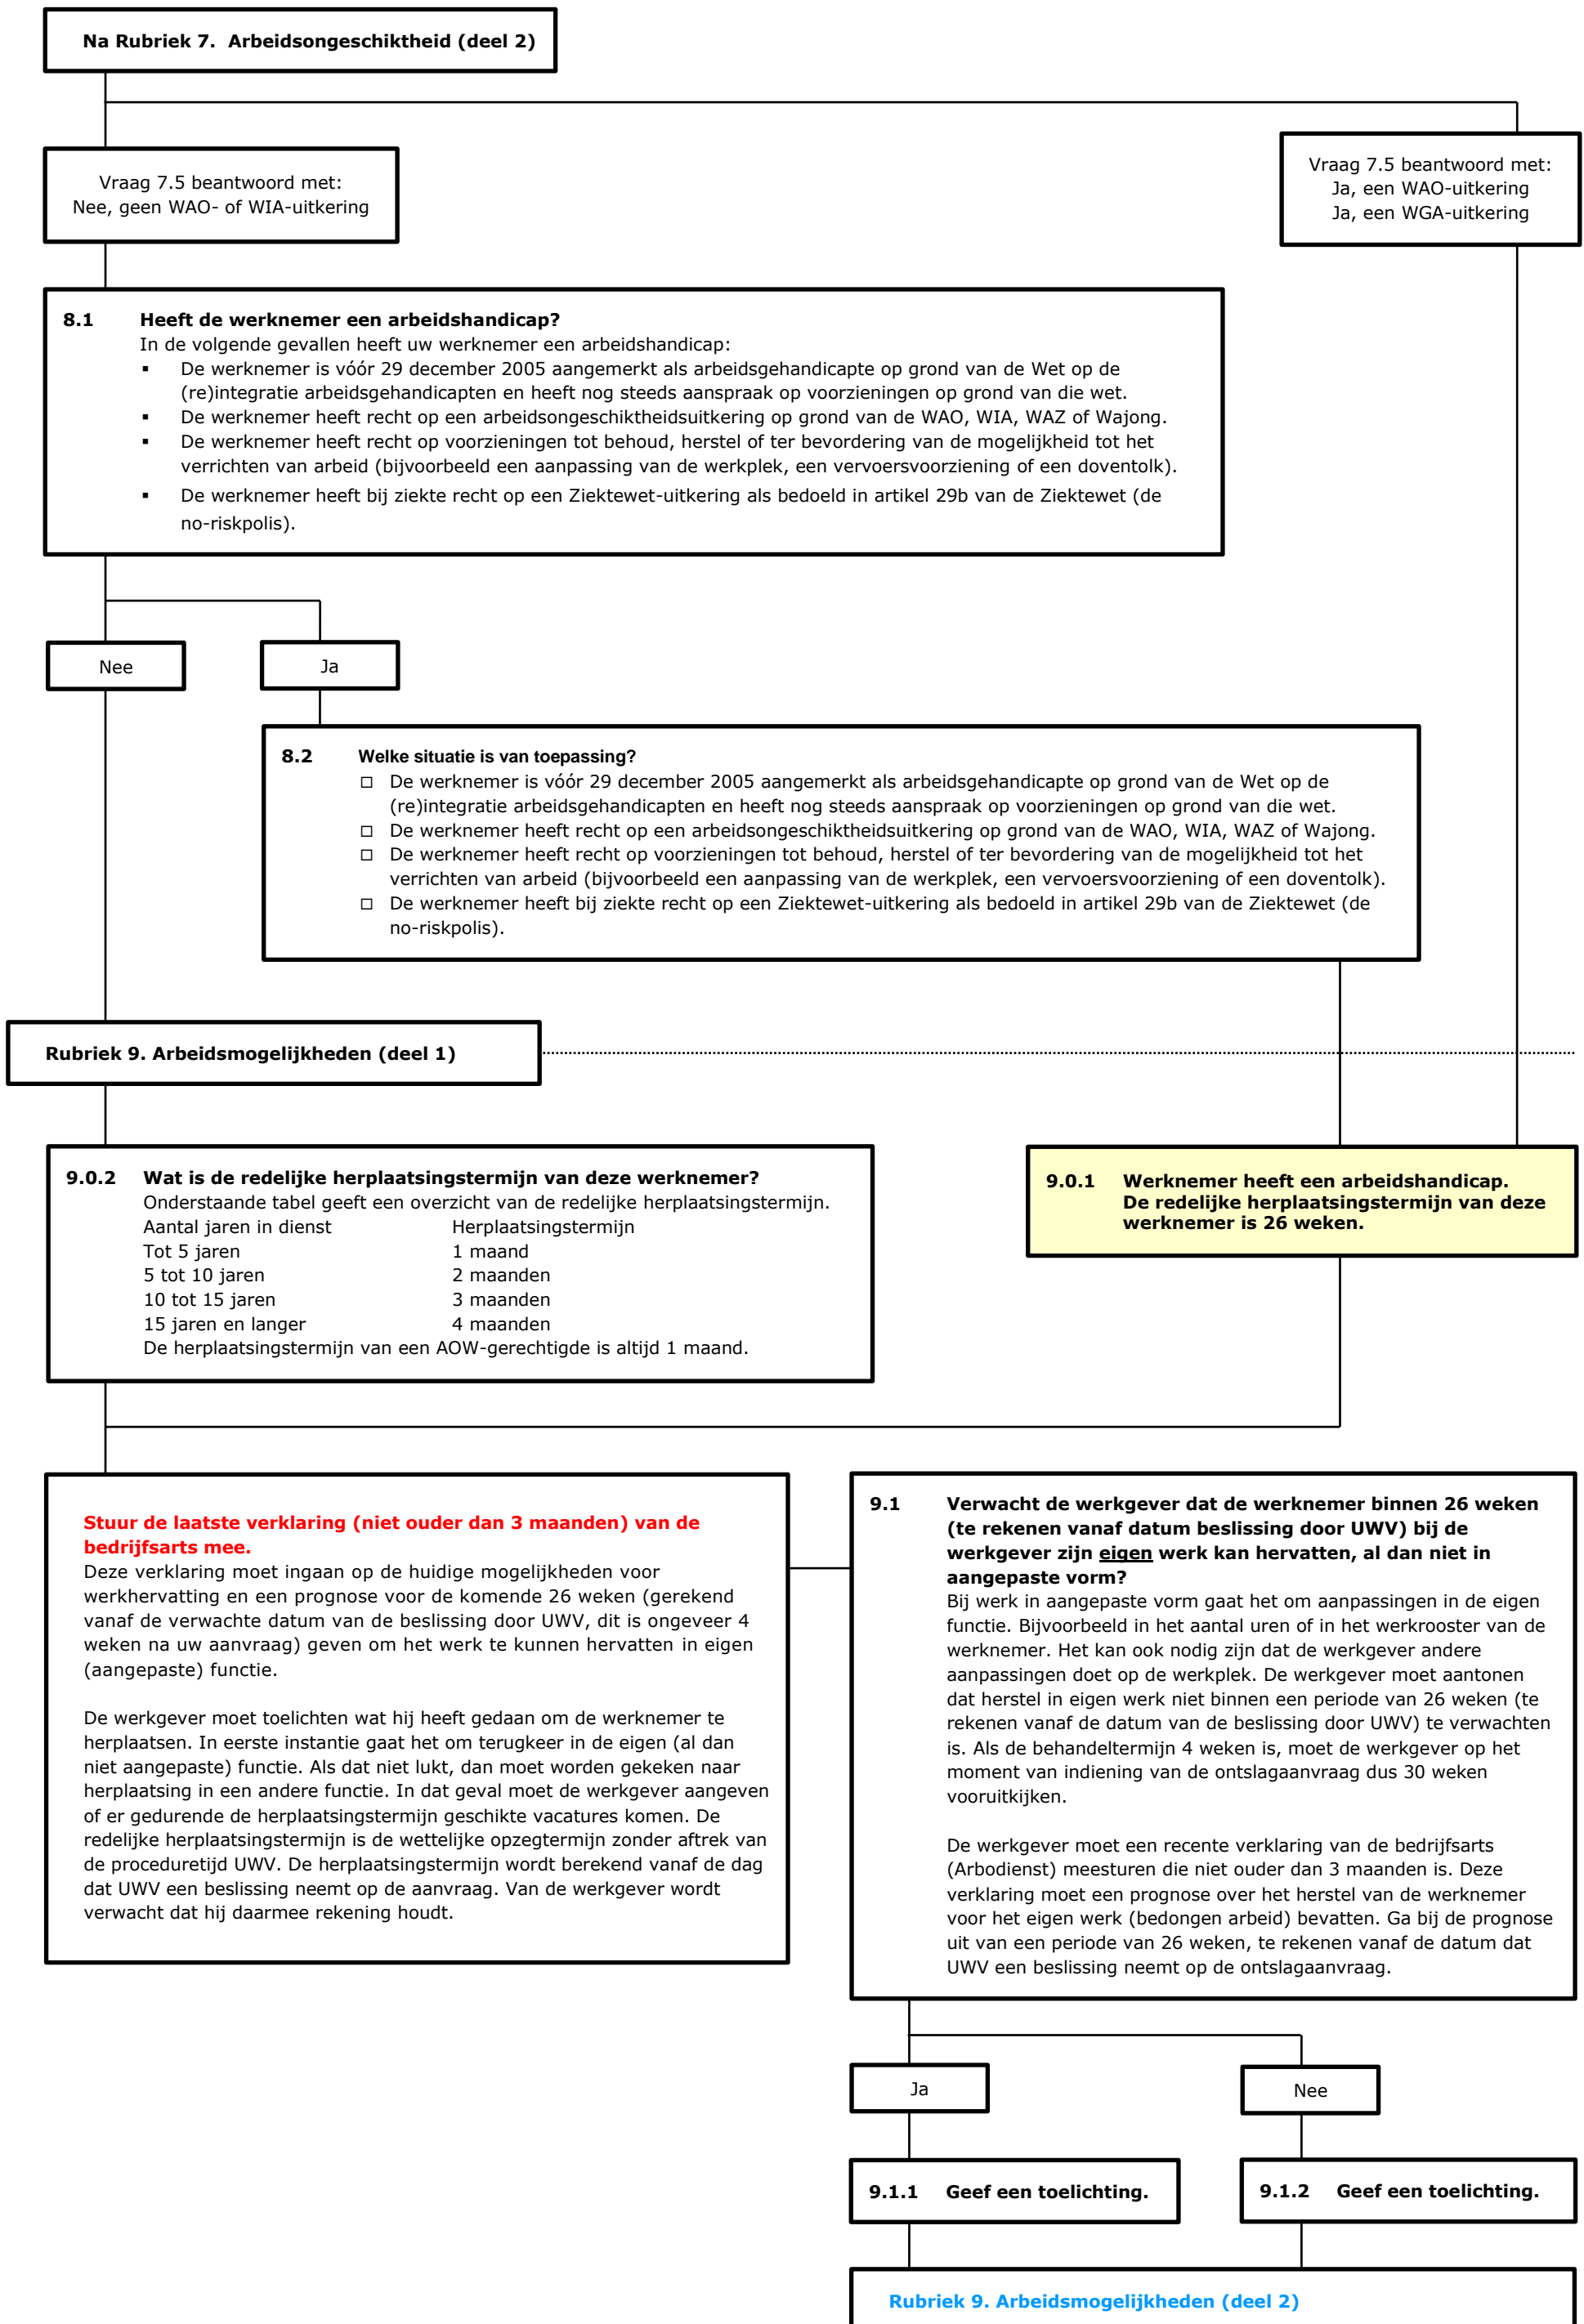 Na Rubriek 7. Arbeidsongeschiktheid (deel 2)
Vraag 7.5 beantwoord met:
Nee, geen WAO- of WIA-uitkering
Vraag 7.5 beantwoord met:
Ja, een WAO-uitkering
Ja, een WGA-uitkering
8.1 Heeft de werknemer een arbeidshandicap?
In de volgende gevallen heeft uw werknemer een arbeidshandicap:
▪ De werknemer is vóór 29 december 2005 aangemerkt als arbeidsgehandicapte op grond van de Wet op de
(re)integratie arbeidsgehandicapten en heeft nog steeds aanspraak op voorzieningen op grond van die wet.
▪ De werknemer heeft recht op een arbeidsongeschiktheidsuitkering op grond van de WAO, WIA, WAZ of Wajong.
▪ De werknemer heeft recht op voorzieningen tot behoud, herstel of ter bevordering van de mogelijkheid tot het
verrichten van arbeid (bijvoorbeeld een aanpassing van de werkplek, een vervoersvoorziening of een doventolk).
▪ De werknemer heeft bij ziekte recht op een Ziektewet-uitkering als bedoeld in artikel 29b van de Ziektewet (de
no-riskpolis).
Nee
Ja
8.2 Welke situatie is van toepassing?
□ De werknemer is vóór 29 december 2005 aangemerkt als arbeidsgehandicapte op grond van de Wet op de
(re)integratie arbeidsgehandicapten en heeft nog steeds aanspraak op voorzieningen op grond van die wet.
□ De werknemer heeft recht op een arbeidsongeschiktheidsuitkering op grond van de WAO, WIA, WAZ of Wajong.
□ De werknemer heeft recht op voorzieningen tot behoud, herstel of ter bevordering van de mogelijkheid tot het
verrichten van arbeid (bijvoorbeeld een aanpassing van de werkplek, een vervoersvoorziening of een doventolk).
□ De werknemer heeft bij ziekte recht op een Ziektewet-uitkering als bedoeld in artikel 29b van de Ziektewet (de
no-riskpolis).
Rubriek 9. Arbeidsmogelijkheden (deel 1)
9.0.2 Wat is de redelijke herplaatsingstermijn van deze werknemer?
Onderstaande tabel geeft een overzicht van de redelijke herplaatsingstermijn.
Aantal jaren in dienst Herplaatsingstermijn
Tot 5 jaren 1 maand
5 tot 10 jaren 2 maanden
10 tot 15 jaren 3 maanden
15 jaren en langer 4 maanden
De herplaatsingstermijn van een AOW-gerechtigde is altijd 1 maand.
9.0.1 Werknemer heeft een arbeidshandicap.
De redelijke herplaatsingstermijn van deze
werknemer is 26 weken.
Stuur de laatste verklaring (niet ouder dan 3 maanden) van de
bedrijfsarts mee.
Deze verklaring moet ingaan op de huidige mogelijkheden voor
werkhervatting en een prognose voor de komende 26 weken (gerekend
vanaf de verwachte datum van de beslissing door UWV, dit is ongeveer 4
weken na uw aanvraag) geven om het werk te kunnen hervatten in eigen
(aangepaste) functie.
De werkgever moet toelichten wat hij heeft gedaan om de werknemer te
herplaatsen. In eerste instantie gaat het om terugkeer in de eigen (al dan
niet aangepaste) functie. Als dat niet lukt, dan moet worden gekeken naar
herplaatsing in een andere functie. In dat geval moet de werkgever aangeven
of er gedurende de herplaatsingstermijn geschikte vacatures komen. De
redelijke herplaatsingstermijn is de wettelijke opzegtermijn zonder aftrek van
de proceduretijd UWV. De herplaatsingstermijn wordt berekend vanaf de dag
dat UWV een beslissing neemt op de aanvraag. Van de werkgever wordt
verwacht dat hij daarmee rekening houdt.
9.1 Verwacht de werkgever dat de werknemer binnen 26 weken
(te rekenen vanaf datum beslissing door UWV) bij de
werkgever zijn eigen werk kan hervatten, al dan niet in
aangepaste vorm?
Bij werk in aangepaste vorm gaat het om aanpassingen in de eigen
functie. Bijvoorbeeld in het aantal uren of in het werkrooster van de
werknemer. Het kan ook nodig zijn dat de werkgever andere
aanpassingen doet op de werkplek. De werkgever moet aantonen
dat herstel in eigen werk niet binnen een periode van 26 weken (te
rekenen vanaf de datum van de beslissing door UWV) te verwachten
is. Als de behandeltermijn 4 weken is, moet de werkgever op het
moment van indiening van de ontslagaanvraag dus 30 weken
vooruitkijken.
De werkgever moet een recente verklaring van de bedrijfsarts
(Arbodienst) meesturen die niet ouder dan 3 maanden is. Deze
verklaring moet een prognose over het herstel van de werknemer
voor het eigen werk (bedongen arbeid) bevatten. Ga bij de prognose
uit van een periode van 26 weken, te rekenen vanaf de datum dat
UWV een beslissing neemt op de ontslagaanvraag.
Ja
Nee
9.1.1 Geef een toelichting.
9.1.2 Geef een toelichting.
Rubriek 9. Arbeidsmogelijkheden (deel 2)